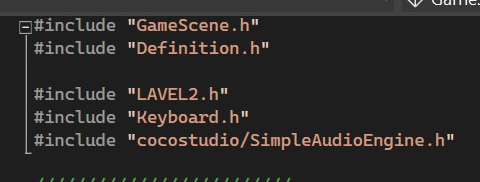 #include "GameScene.h"
#include "Definition.h"
#include "LAVEL2.h"
#include "Keyboard.h"
#include "cocostudio/SimpleAudioEngine.h"
/////////////////////////